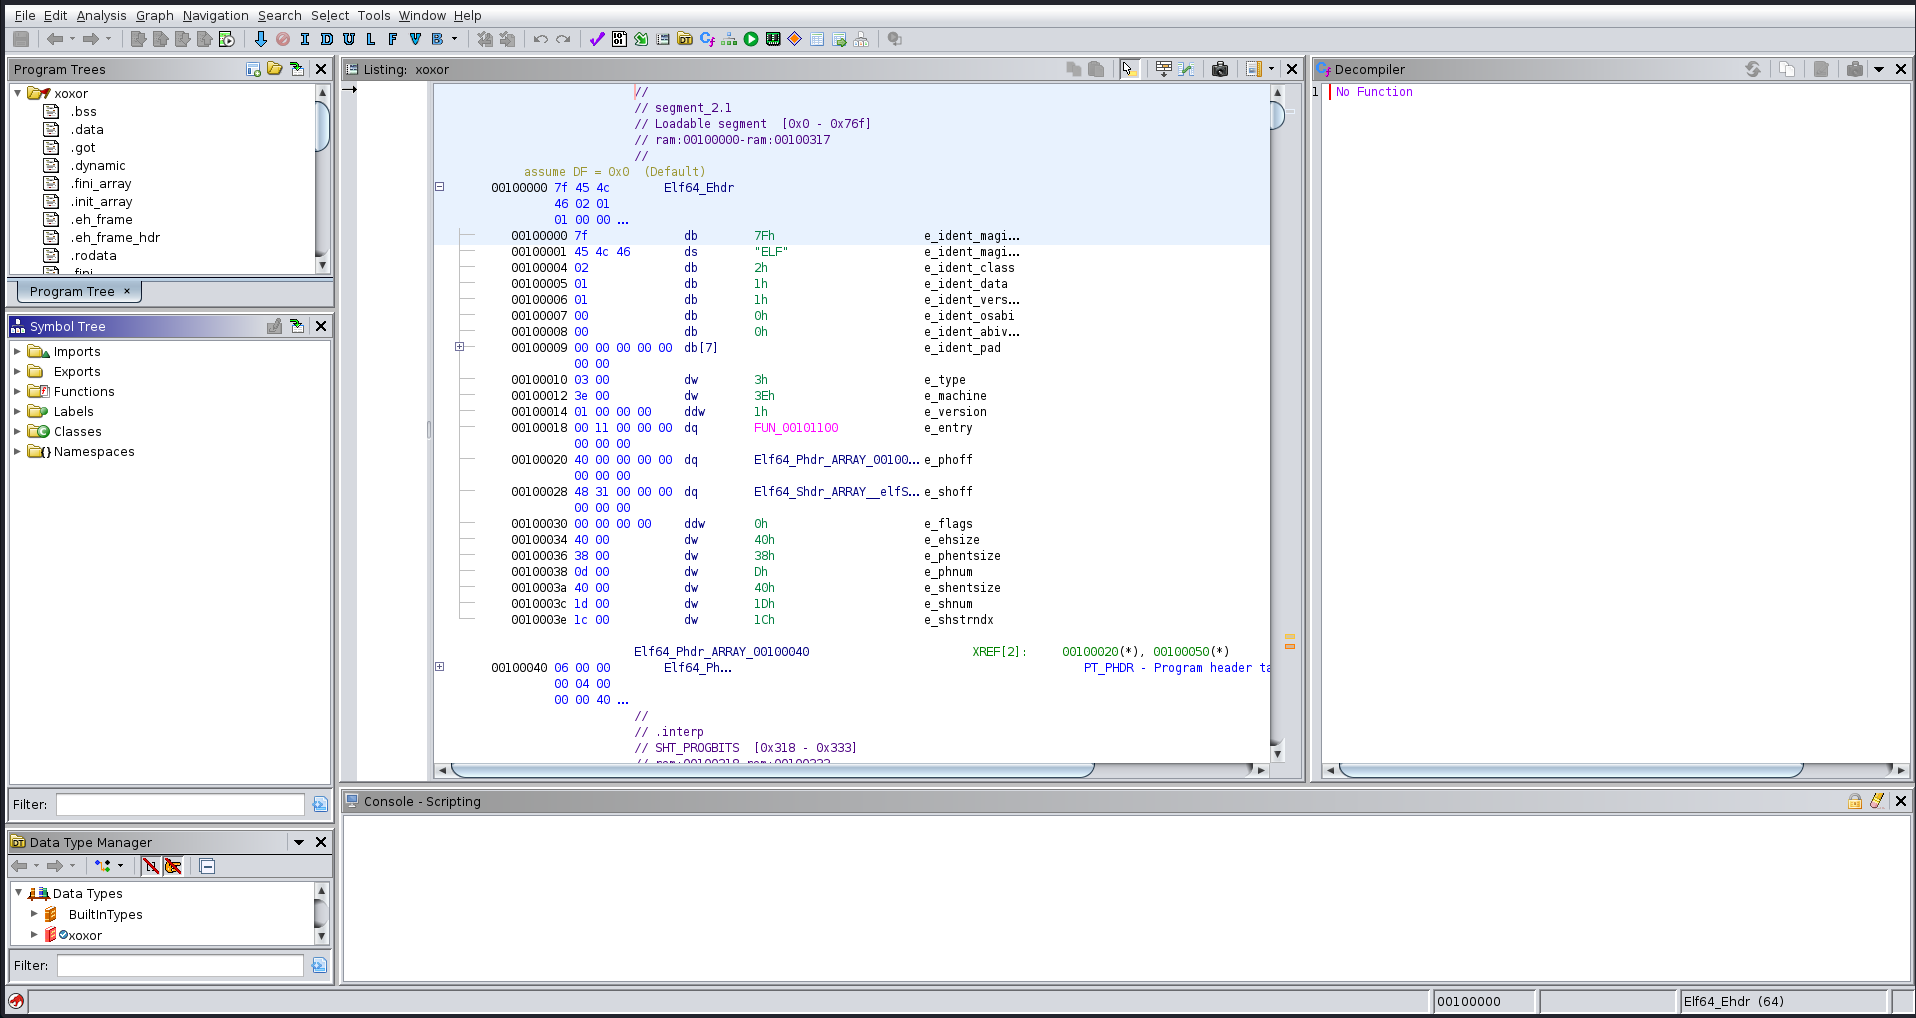 File Edit Analysis Graph Navigation Search Select Tools Window Help
I D U L F V B
Program Trees
xoxor
.bss
.data
.got
.dynamic
.fini_array
.init_array
.eh_frame
.eh_frame_hdr
.rodata
.fini
Program Tree ×
Symbol Tree
Imports
Exports
Functions
Labels
Classes
Namespaces
Filter:
Data Type Manager
Data Types
BuiltInTypes
xoxor
Filter:
Listing: xoxor
//
// segment_2.1
// Loadable segment [0x0 - 0x76f]
// ram:00100000-ram:00100317
//
assume DF = 0x0 (Default)
00100000 7f 45 4c Elf64_Ehdr
46 02 01
01 00 00 ...
00100000 7f db 7Fh e_ident_magi...
00100001 45 4c 46 ds "ELF" e_ident_magi...
00100004 02 db 2h e_ident_class
00100005 01 db 1h e_ident_data
00100006 01 db 1h e_ident_vers...
00100007 00 db 0h e_ident_osabi
00100008 00 db 0h e_ident_abiv...
00100009 00 00 00 00 00 db[7] e_ident_pad
00 00
00100010 03 00 dw 3h e_type
00100012 3e 00 dw 3Eh e_machine
00100014 01 00 00 00 ddw 1h e_version
00100018 00 11 00 00 00 dq FUN_00101100 e_entry
00 00 00
00100020 40 00 00 00 00 dq Elf64_Phdr_ARRAY_00100... e_phoff
00 00 00
00100028 48 31 00 00 00 dq Elf64_Shdr_ARRAY__elfS... e_shoff
00 00 00
00100030 00 00 00 00 ddw 0h e_flags
00100034 40 00 dw 40h e_ehsize
00100036 38 00 dw 38h e_phentsize
00100038 0d 00 dw Dh e_phnum
0010003a 40 00 dw 40h e_shentsize
0010003c 1d 00 dw 1Dh e_shnum
0010003e 1c 00 dw 1Ch e_shstrndx
Elf64_Phdr_ARRAY_00100040 XREF[2]: 00100020(*), 00100050(*)
00100040 06 00 00 Elf64_Ph... PT_PHDR - Program header ta
00 04 00
00 00 40 ...
//
// .interp
// SHT_PROGBITS [0x318 - 0x333]
// ram:00100318-ram:00100333
Decompiler
1 No Function
Console - Scripting
00100000
Elf64_Ehdr (64)